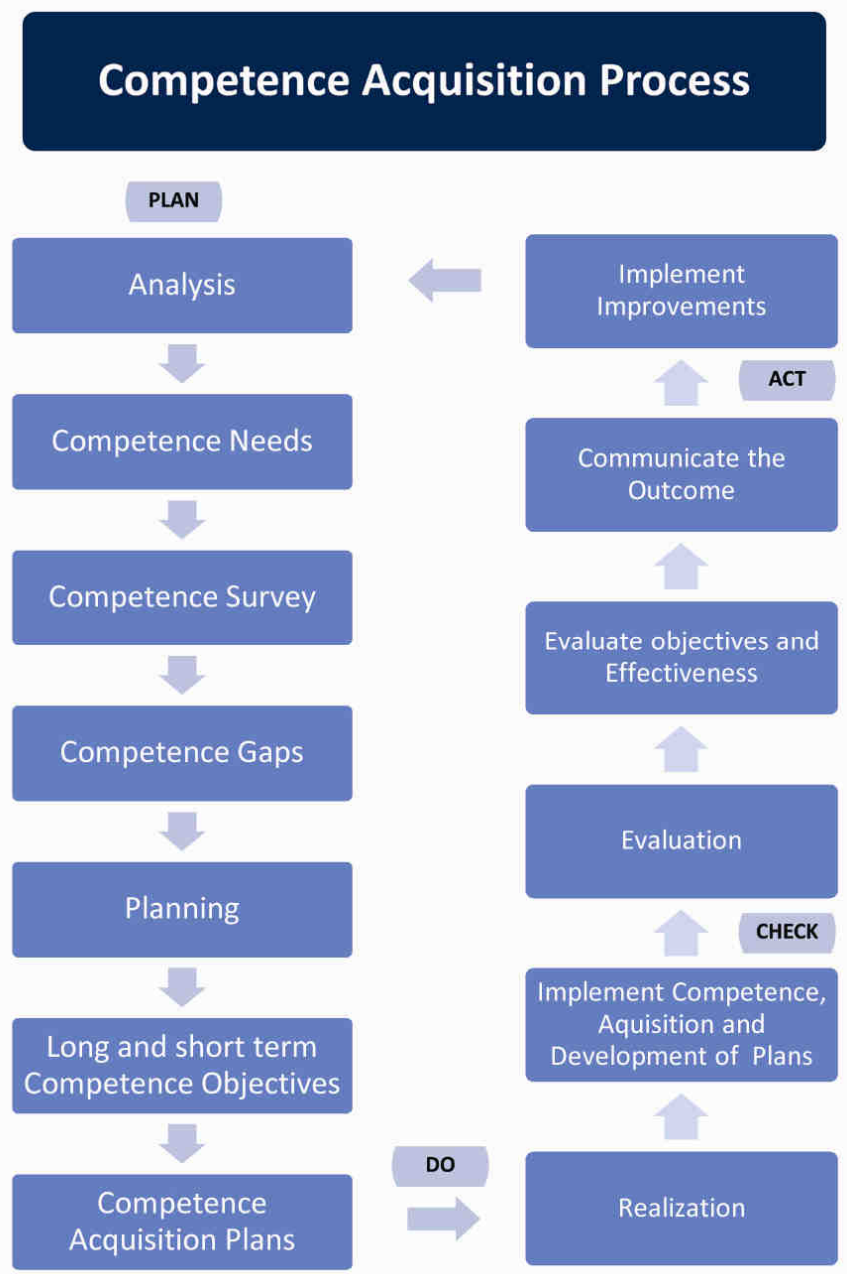 Competence Acquisition Process
PLAN
Analysis
Competence Needs
Competence Survey
Competence Gaps
Planning
Long and short term
Competence Objectives
Competence
Acquisition Plans
DO
Realization
Implement Competence,
Aquisition and
Development of Plans
CHECK
Evaluation
Evaluate objectives and
Effectiveness
Communicate the
Outcome
ACT
Implement
Improvements